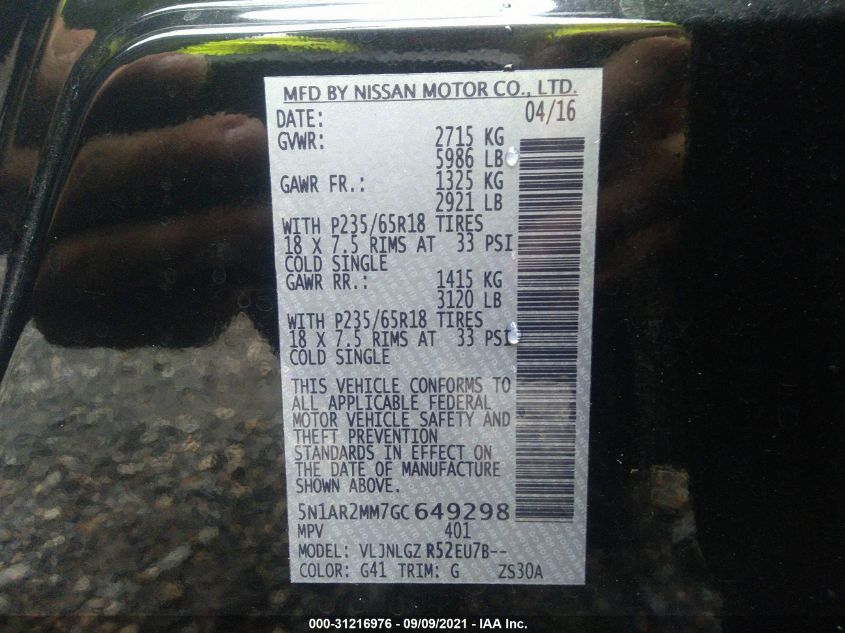 MFD BY NISSAN MOTOR CO., LTD.
DATE: 04/16
GVWR: 2715 KG
5986 LB
GAWR FR.: 1325 KG
2921 LB
WITH P235/65R18 TIRES
18 X 7.5 RIMS AT 33 PSI
COLD SINGLE
GAWR RR.: 1415 KG
3120 LB
WITH P235/65R18 TIRES
18 X 7.5 RIMS AT 33 PSI
COLD SINGLE
THIS VEHICLE CONFORMS TO
ALL APPLICABLE FEDERAL
MOTOR VEHICLE SAFETY AND
THEFT PREVENTION
STANDARDS IN EFFECT ON
THE DATE OF MANUFACTURE
SHOWN ABOVE.
5N1AR2MM7GC649298
MPV 401
MODEL: VLJNLGZ R52EU7B--
COLOR: G41 TRIM: G ZS30A
000-31216976 - 09/09/2021 - IAA Inc.